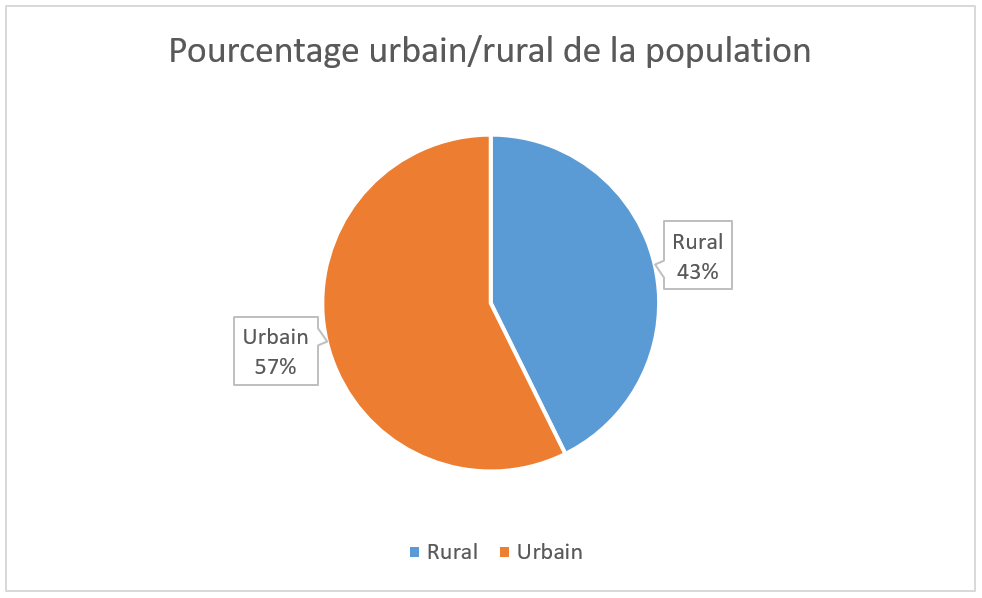 Pourcentage urbain/rural de la population
Rural
43%
Urbain
57%
Rural Urbain